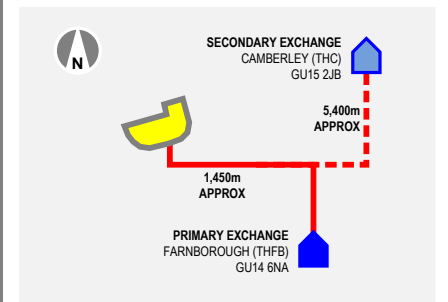 N
SECONDARY EXCHANGE
CAMBERLEY (THC)
GU15 2JB
5,400m
APPROX
1,450m
APPROX
PRIMARY EXCHANGE
FARNBOROUGH (THFB)
GU14 6NA